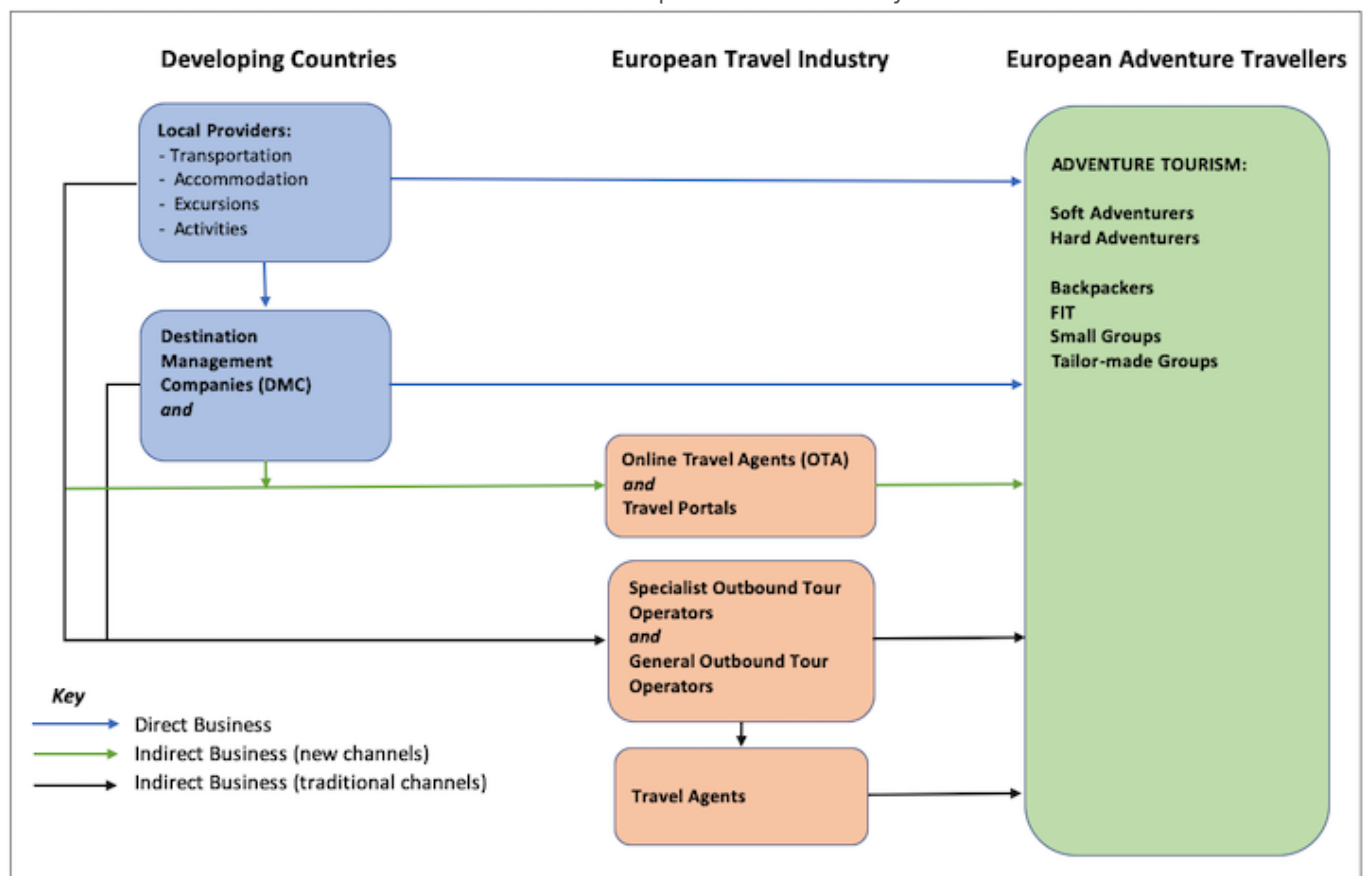 Developing Countries
European Travel Industry
European Adventure Travellers
Local Providers:
- Transportation
- Accommodation
- Excursions
- Activities
Destination
Management
Companies (DMC)
and
Online Travel Agents (OTA)
and
Travel Portals
Specialist Outbound Tour
Operators
and
General Outbound Tour
Operators
Travel Agents
ADVENTURE TOURISM:
Soft Adventurers
Hard Adventurers
Backpackers
FIT
Small Groups
Tailor-made Groups
Key
Direct Business
Indirect Business (new channels)
Indirect Business (traditional channels)